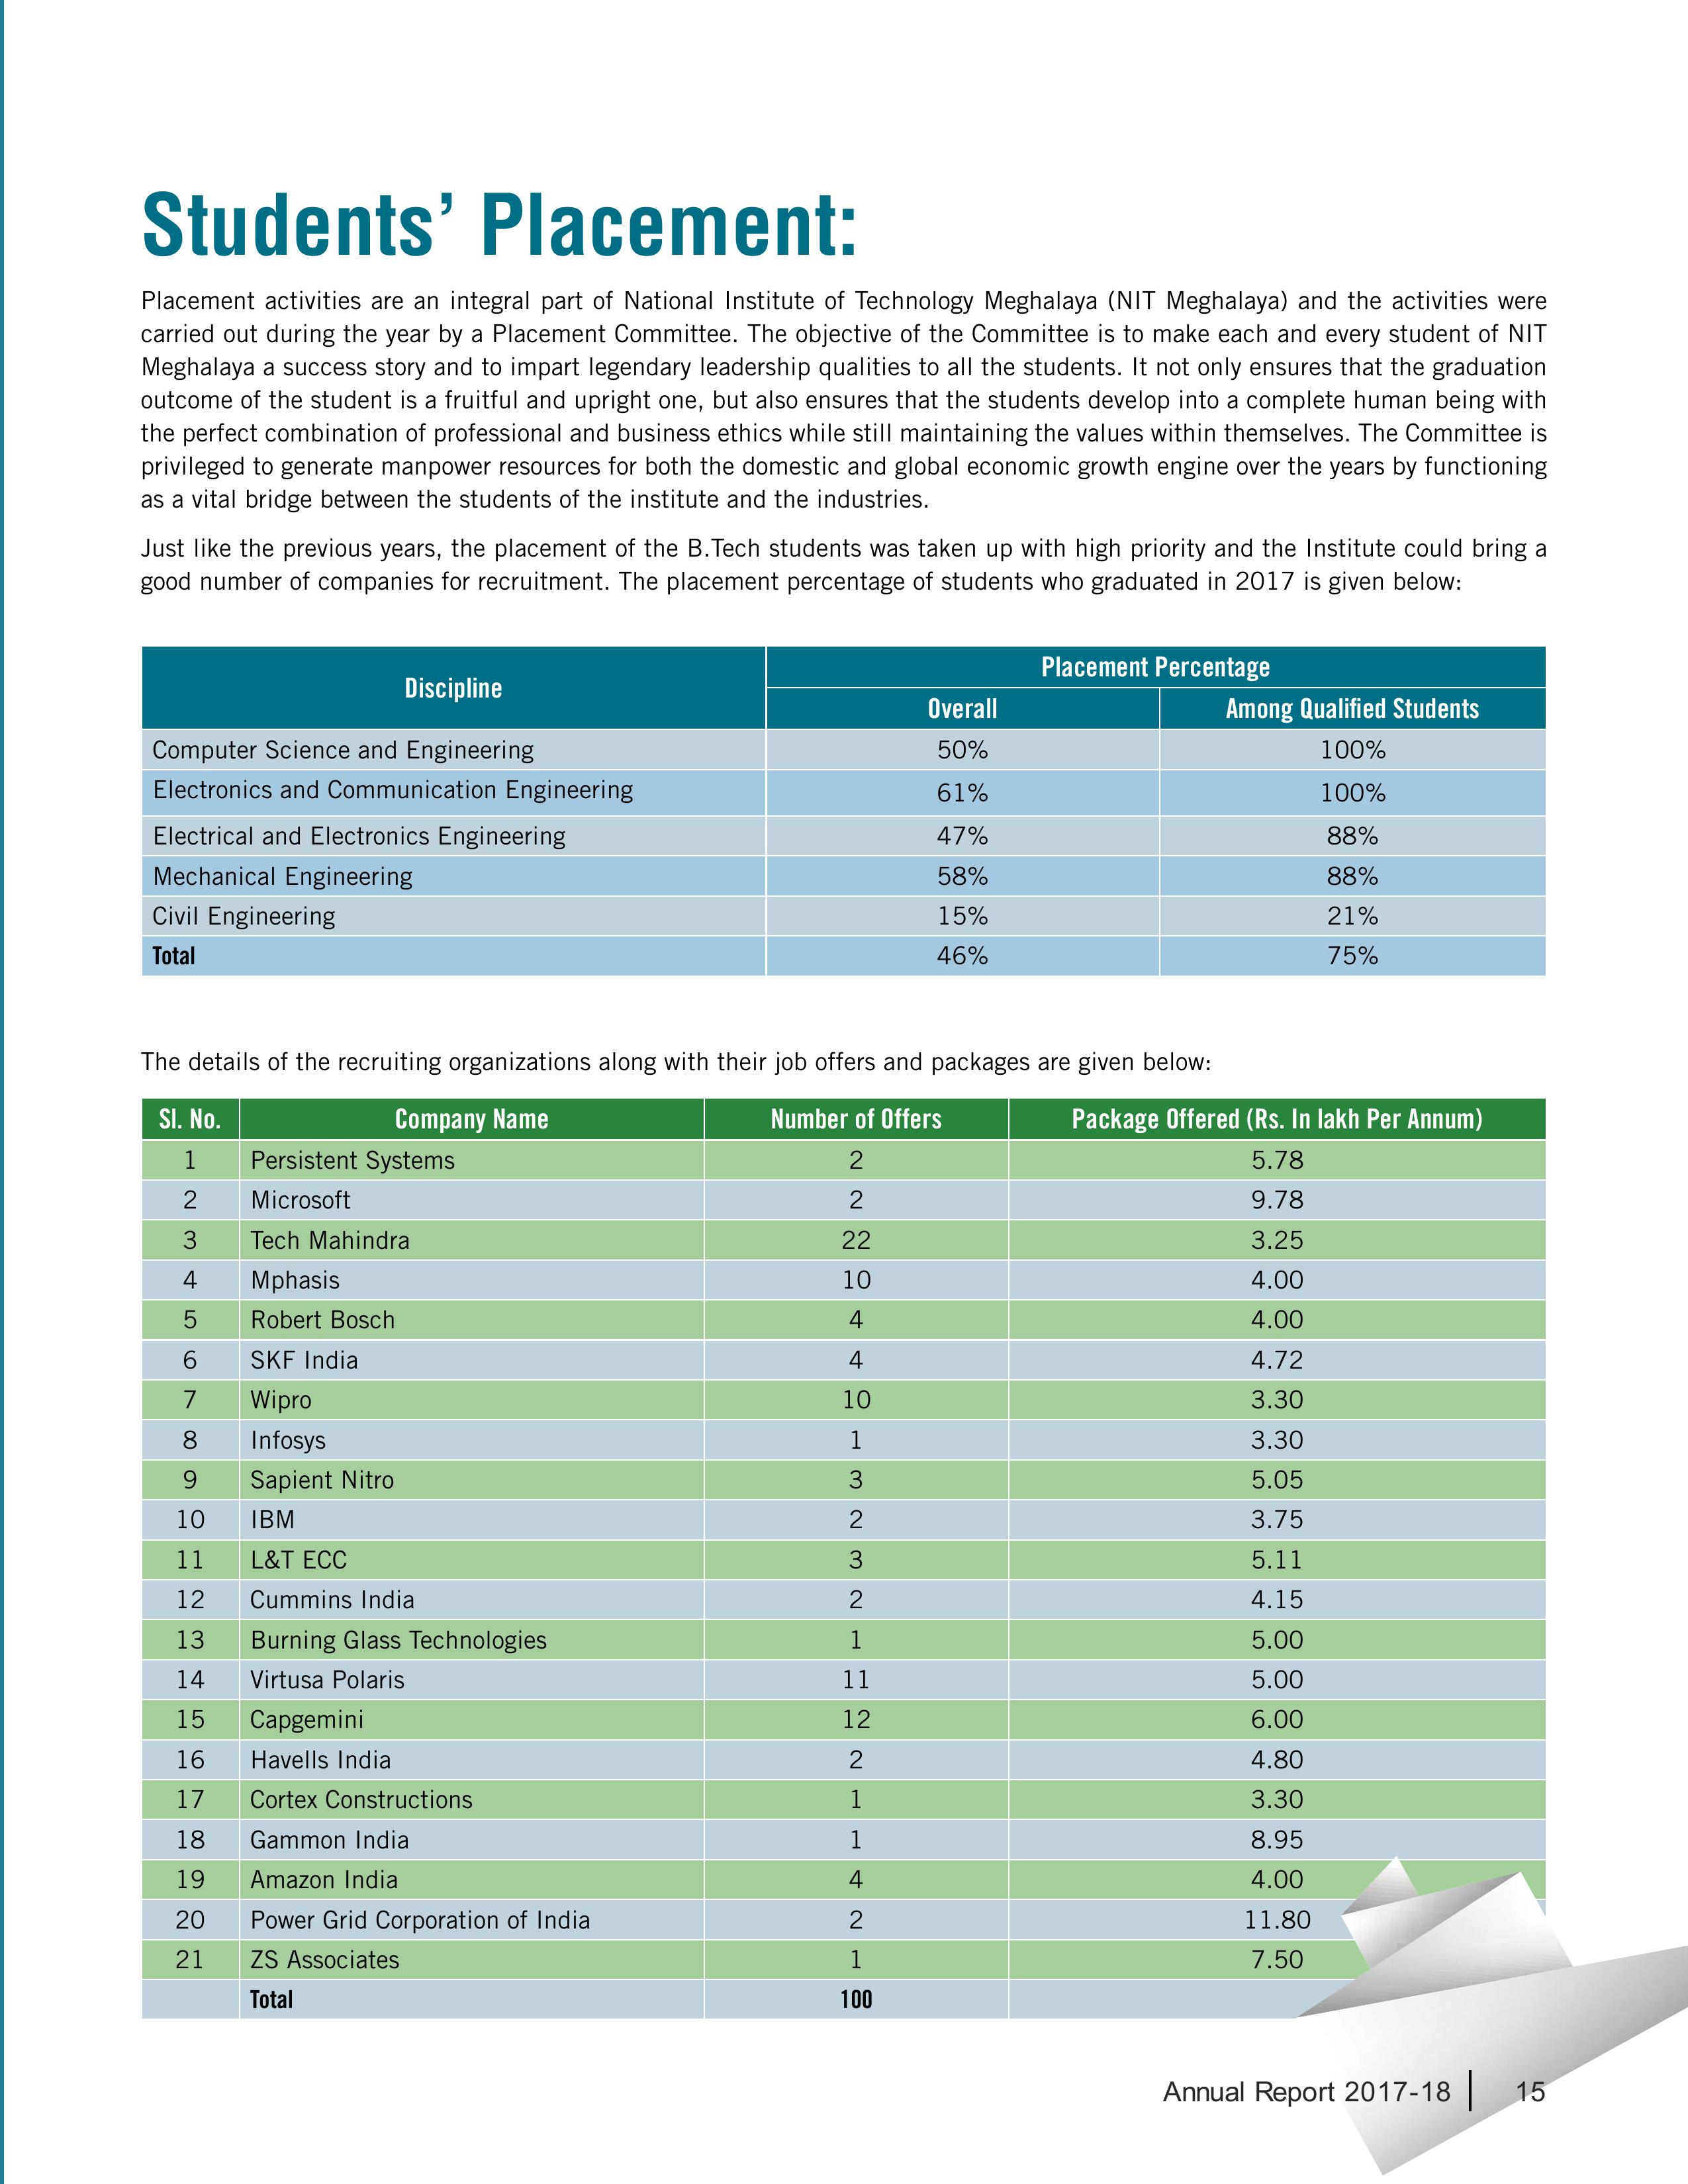 Students’ Placement:
Placement activities are an integral part of National Institute of Technology Meghalaya (NIT Meghalaya) and the activities were
carried out during the year by a Placement Committee. The objective of the Committee is to make each and every student of NIT
Meghalaya a success story and to impart legendary leadership qualities to all the students. It not only ensures that the graduation
outcome of the student is a fruitful and upright one, but also ensures that the students develop into a complete human being with
the perfect combination of professional and business ethics while still maintaining the values within themselves. The Committee is
privileged to generate manpower resources for both the domestic and global economic growth engine over the years by functioning
as a vital bridge between the students of the institute and the industries.
Just like the previous years, the placement of the B.Tech students was taken up with high priority and the Institute could bring a
good number of companies for recruitment. The placement percentage of students who graduated in 2017 is given below:
Discipline Placement Percentage
Overall Among Qualified Students
Computer Science and Engineering 50% 100%
Electronics and Communication Engineering 61% 100%
Electrical and Electronics Engineering 47% 88%
Mechanical Engineering 58% 88%
Civil Engineering 15% 21%
Total 46% 75%
The details of the recruiting organizations along with their job offers and packages are given below:
Sl. No. Company Name Number of Offers Package Offered (Rs. In lakh Per Annum)
1 Persistent Systems 2 5.78
2 Microsoft 2 9.78
3 Tech Mahindra 22 3.25
4 Mphasis 10 4.00
5 Robert Bosch 4 4.00
6 SKF India 4 4.72
7 Wipro 10 3.30
8 Infosys 1 3.30
9 Sapient Nitro 3 5.05
10 IBM 2 3.75
11 L&T ECC 3 5.11
12 Cummins India 2 4.15
13 Burning Glass Technologies 1 5.00
14 Virtusa Polaris 11 5.00
15 Capgemini 12 6.00
16 Havells India 2 4.80
17 Cortex Constructions 1 3.30
18 Gammon India 1 8.95
19 Amazon India 4 4.00
20 Power Grid Corporation of India 2 11.80
21 ZS Associates 1 7.50
Total 100
Annual Report 2017-18 | 15